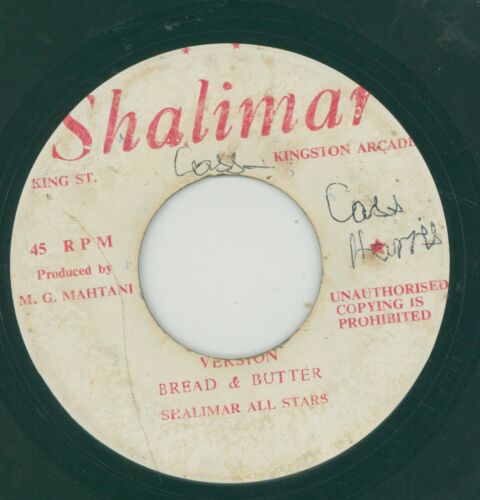 Shalimar
KING ST.
KINGSTON ARCADE
Cass
Cass
Harris
45 RPM
Produced by
M. G. MAHTANI
UNAUTHORISED
COPYING IS
PROHIBITED
VERSION
BREAD & BUTTER
SHALIMAR ALL STARS